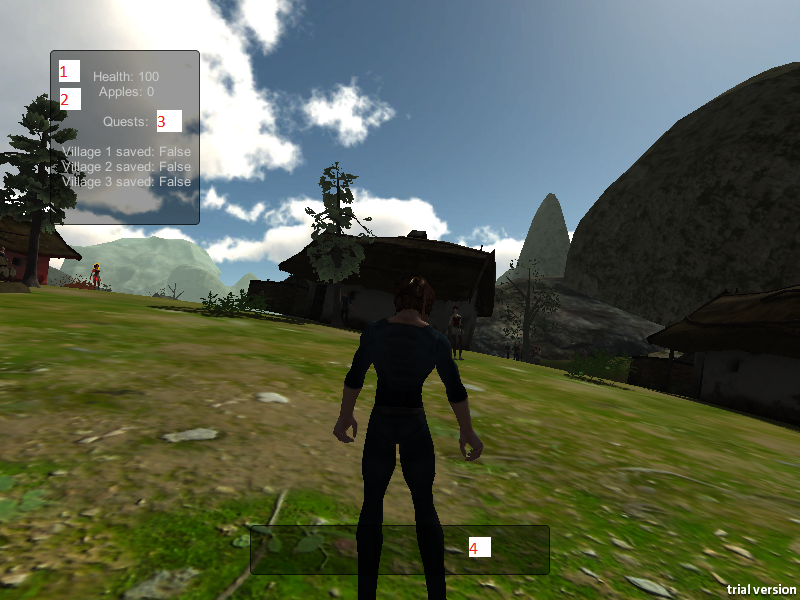 1
Health: 100
2
Apples: 0
Quests: 3
Village 1 saved: False
Village 2 saved: False
Village 3 saved: False
4
trial version